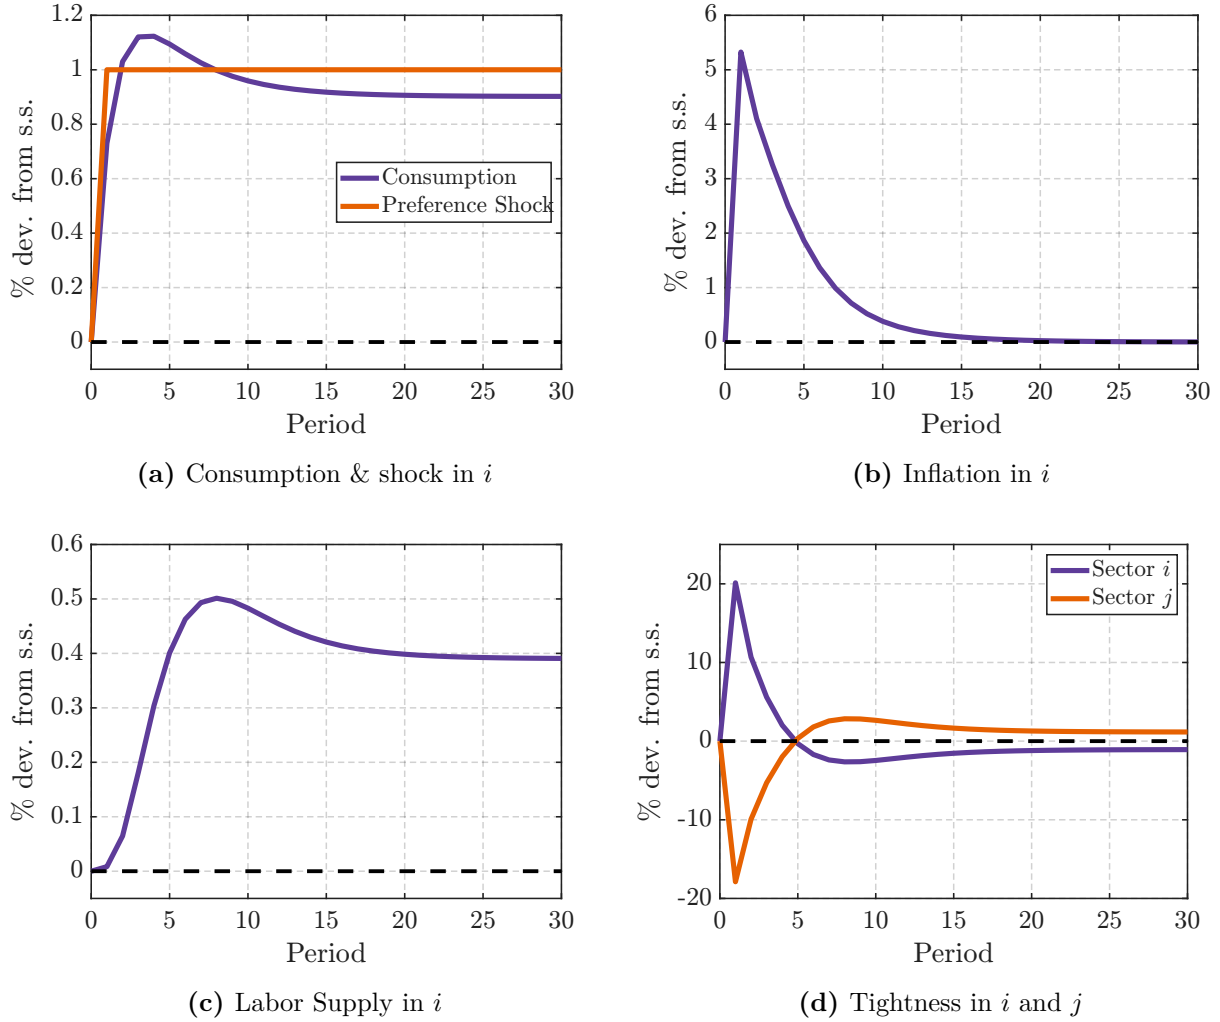 1.2
1
0.8
0.6
0.4
0.2
0
% dev. from s.s.
Consumption
Preference Shock
0 5 10 15 20 25 30
Period
(a) Consumption & shock in i
6
5
4
3
2
1
0
% dev. from s.s.
0 5 10 15 20 25 30
Period
(b) Inflation in i
0.6
0.5
0.4
0.3
0.2
0.1
0
% dev. from s.s.
0 5 10 15 20 25 30
Period
(c) Labor Supply in i
20
10
0
-10
-20
% dev. from s.s.
Sector i
Sector j
0 5 10 15 20 25 30
Period
(d) Tightness in i and j